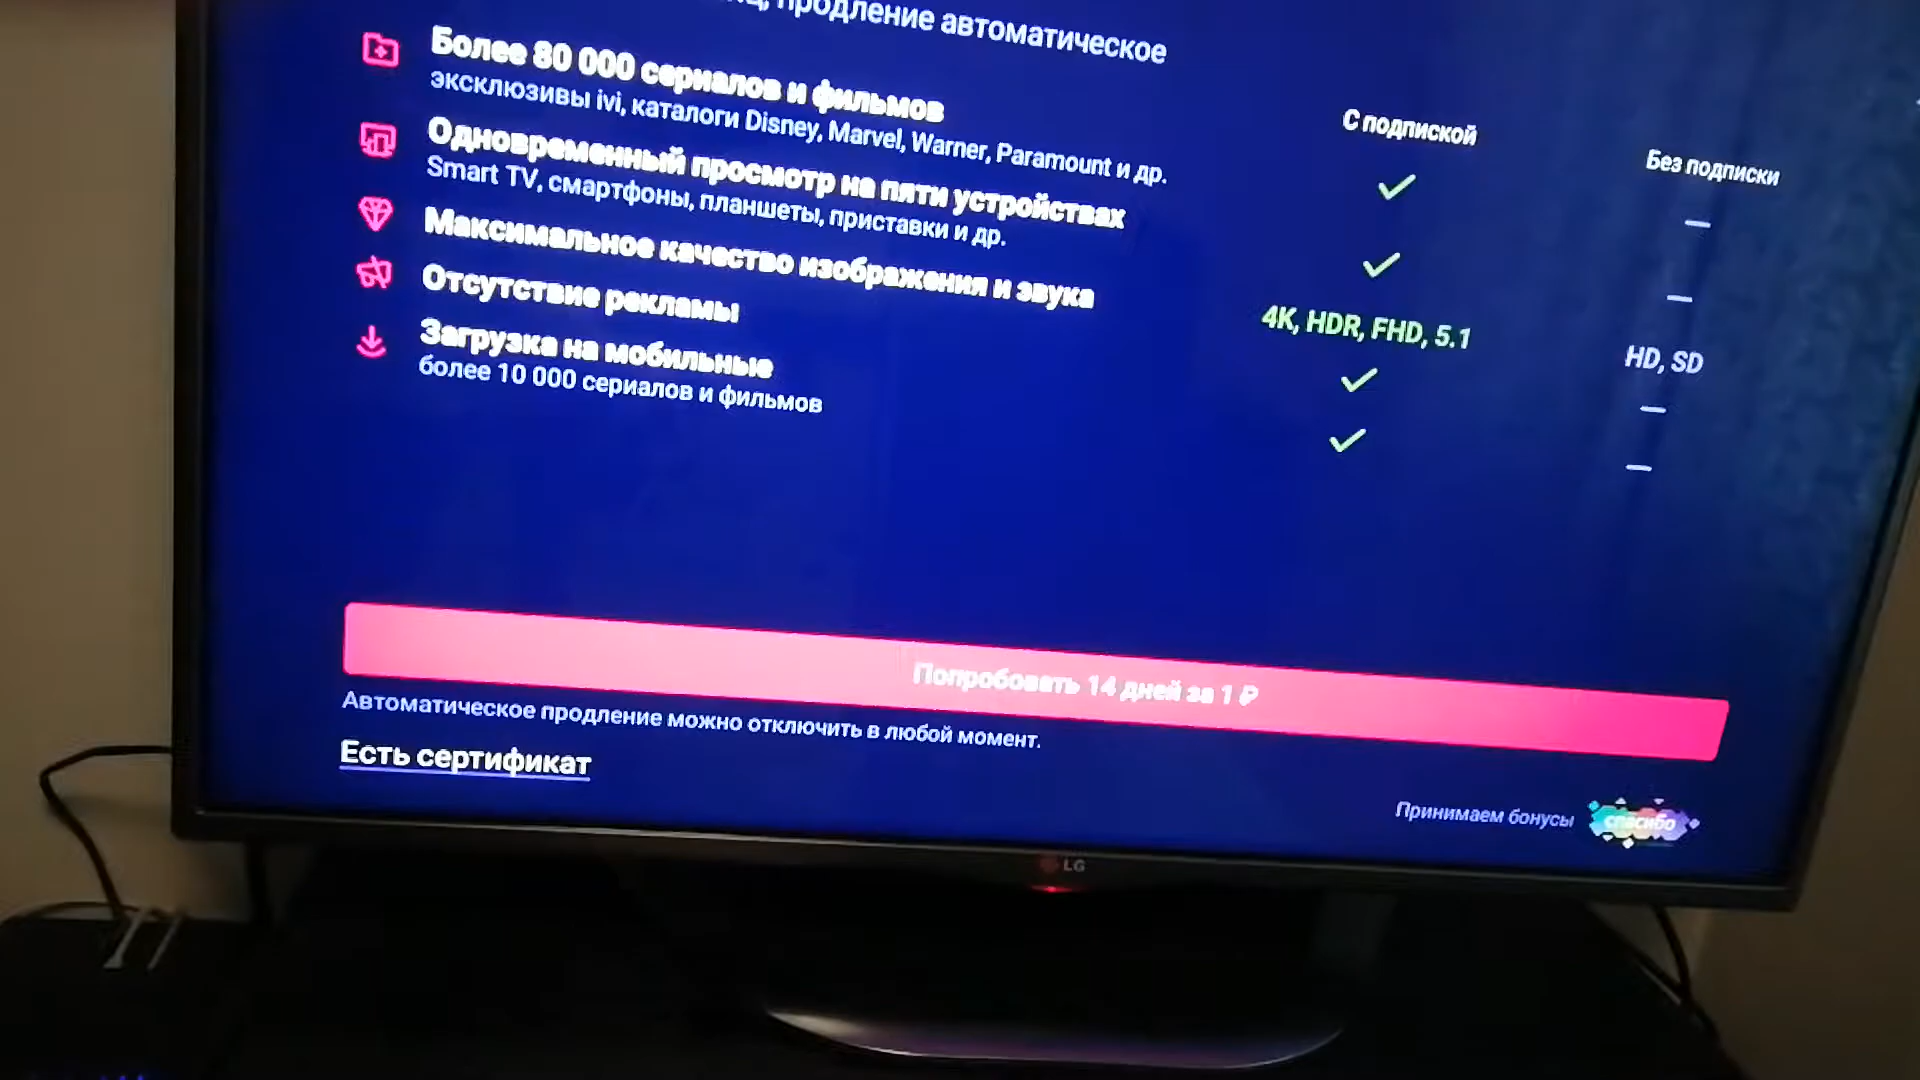 продление автоматическое
Более 80 000 сериалов и фильмов
эксклюзивы ivi, каталоги Disney, Marvel, Warner, Paramount и др.
Одновременный просмотр на пяти устройствах
Smart TV, смартфоны, планшеты, приставки и др.
Максимальное качество изображения и звука
Отсутствие рекламы
Загрузка на мобильные
более 10 000 сериалов и фильмов
С подпиской
4K, HDR, FHD, 5.1
Без подписки
HD, SD
Попробовать 14 дней за 1 ₽
Автоматическое продление можно отключить в любой момент.
Есть сертификат
Принимаем бонусы спасибо
LG